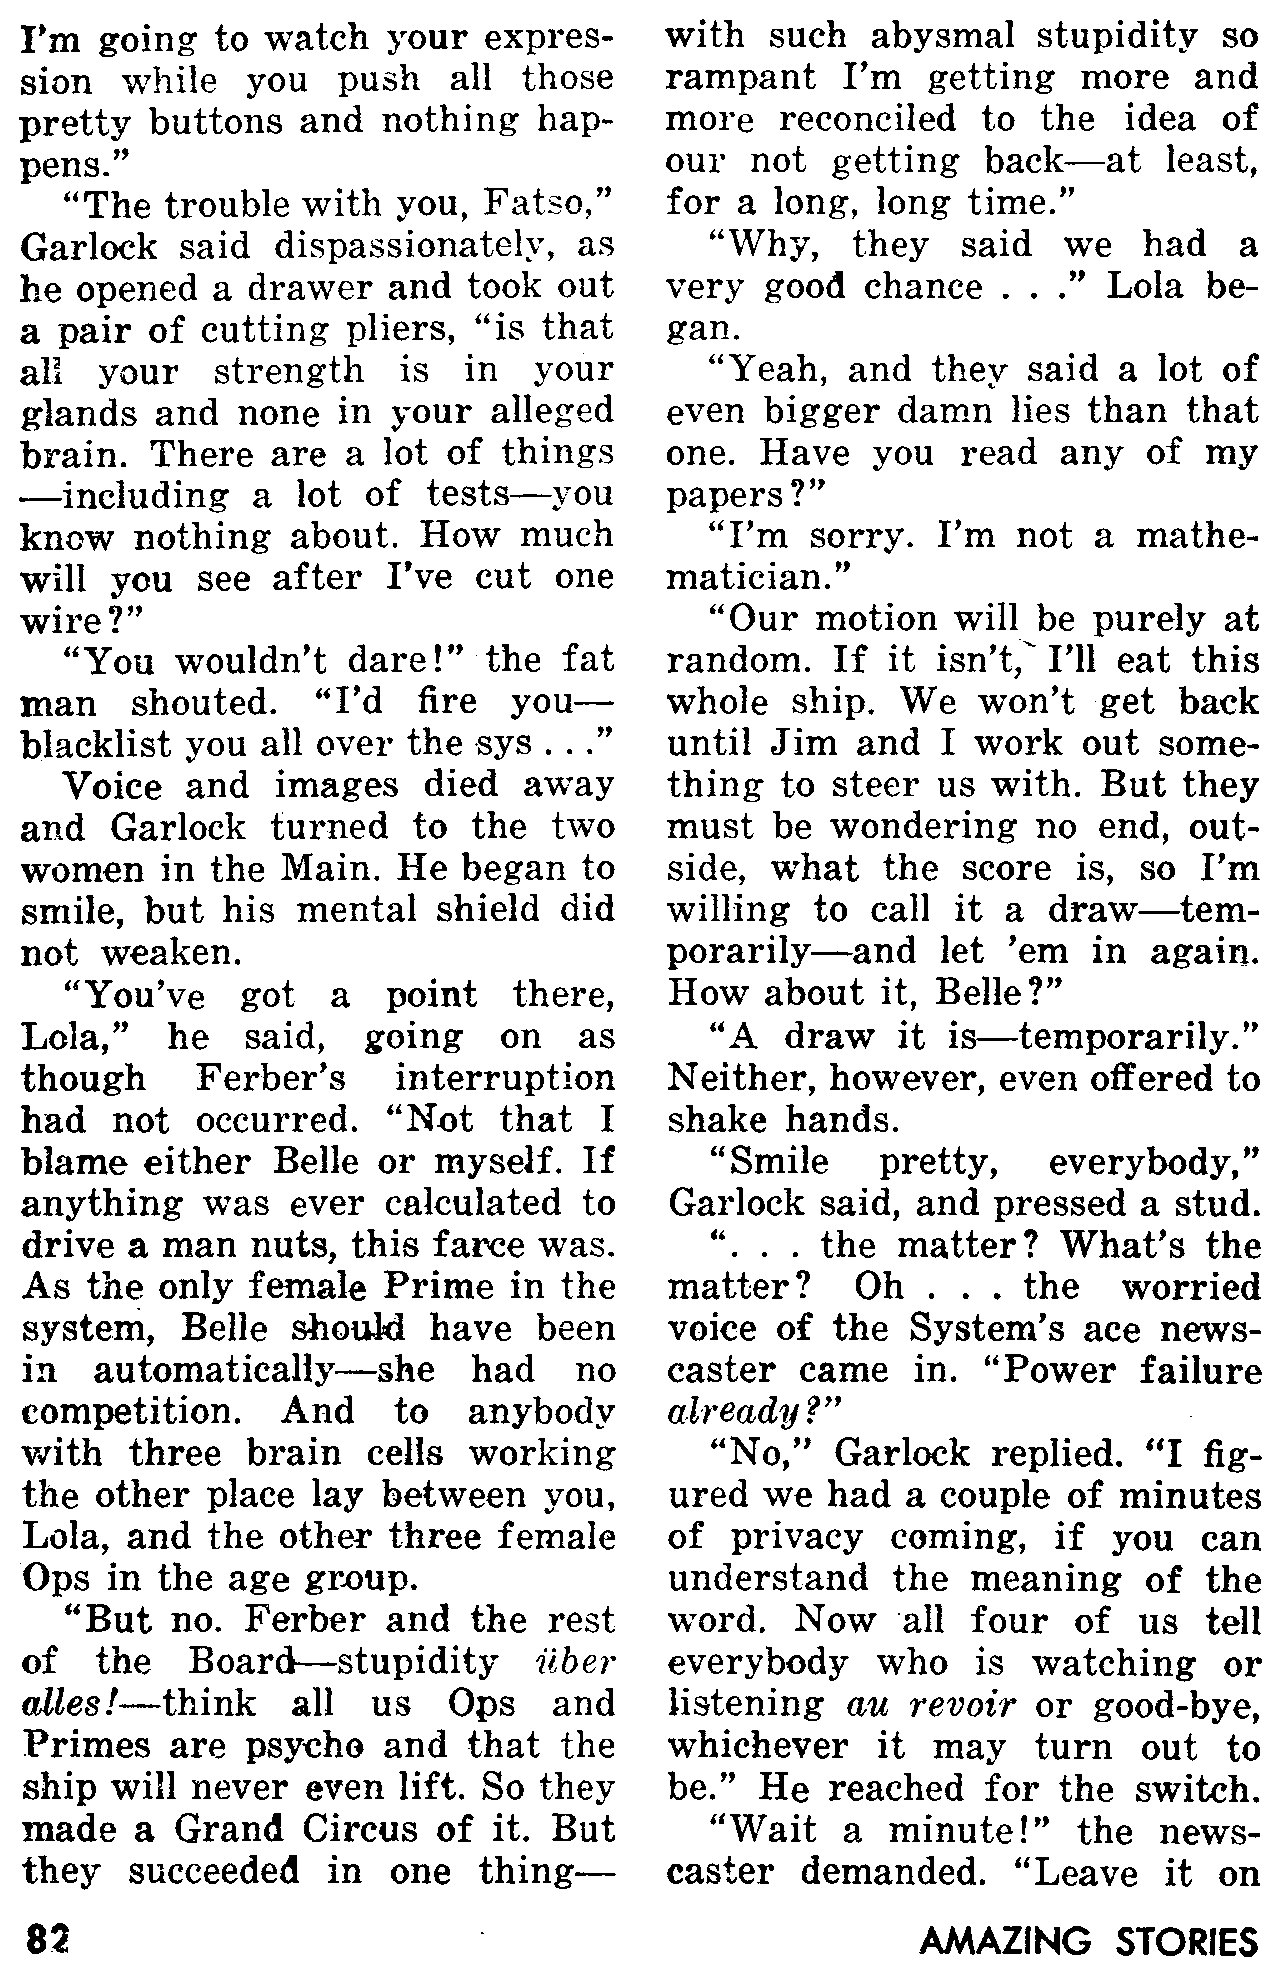 I'm going to watch your expres-
sion while you push all those
pretty buttons and nothing hap-
pens."
"The trouble with you, Fatso,"
Garlock said dispassionately, as
he opened a drawer and took out
a pair of cutting pliers, "is that
all your strength is in your
glands and none in your alleged
brain. There are a lot of things
—including a lot of tests—you
know nothing about. How much
will you see after I've cut one
wire?"
"You wouldn't dare!" the fat
man shouted. "I'd fire you—
blacklist you all over the sys . . ."
Voice and images died away
and Garlock turned to the two
women in the Main. He began to
smile, but his mental shield did
not weaken.
"You've got a point there,
Lola," he said, going on as
though Ferber's interruption
had not occurred. "Not that I
blame either Belle or myself. If
anything was ever calculated to
drive a man nuts, this farce was.
As the only female Prime in the
system, Belle should have been
in automatically—she had no
competition. And to anybody
with three brain cells working
the other place lay between you,
Lola, and the other three female
Ops in the age group.
"But no. Ferber and the rest
of the Board—stupidity über
alles!—think all us Ops and
Primes are psycho and that the
ship will never even lift. So they
made a Grand Circus of it. But
they succeeded in one thing—
with such abysmal stupidity so
rampant I'm getting more and
more reconciled to the idea of
our not getting back—at least,
for a long, long time."
"Why, they said we had a
very good chance . . ." Lola be-
gan.
"Yeah, and they said a lot of
even bigger damn lies than that
one. Have you read any of my
papers?"
"I'm sorry. I'm not a mathe-
matician."
"Our motion will be purely at
random. If it isn't, I'll eat this
whole ship. We won't get back
until Jim and I work out some-
thing to steer us with. But they
must be wondering no end, out-
side, what the score is, so I'm
willing to call it a draw—tem-
porarily—and let 'em in again.
How about it, Belle?"
"A draw it is—temporarily."
Neither, however, even offered to
shake hands.
"Smile pretty, everybody,"
Garlock said, and pressed a stud.
". . . the matter? What's the
matter? Oh . . . the worried
voice of the System's ace news-
caster came in. "Power failure
already?"
"No," Garlock replied. "I fig-
ured we had a couple of minutes
of privacy coming, if you can
understand the meaning of the
word. Now all four of us tell
everybody who is watching or
listening au revoir or good-bye,
whichever it may turn out to
be." He reached for the switch.
"Wait a minute!" the news-
caster demanded. "Leave it on
82
AMAZING STORIES